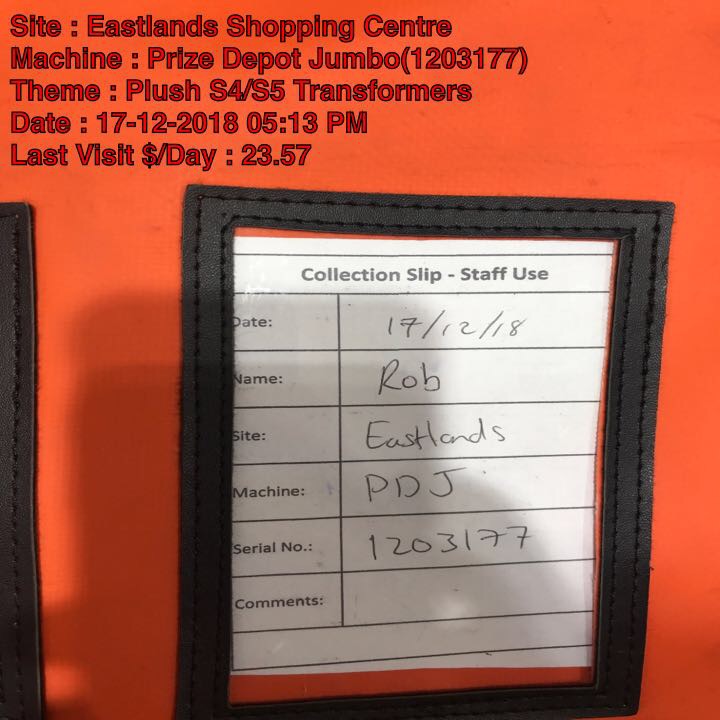 Site : Eastlands Shopping Centre
Machine : Prize Depot Jumbo(1203177)
Theme : Plush S4/S5 Transformers
Date : 17-12-2018 05:13 PM
Last Visit $/Day : 23.57
Collection Slip - Staff Use
Date: 17/12/18
Name: Rob
Site: Eastlands
Machine: PDJ
Serial No.: 1203177
Comments: